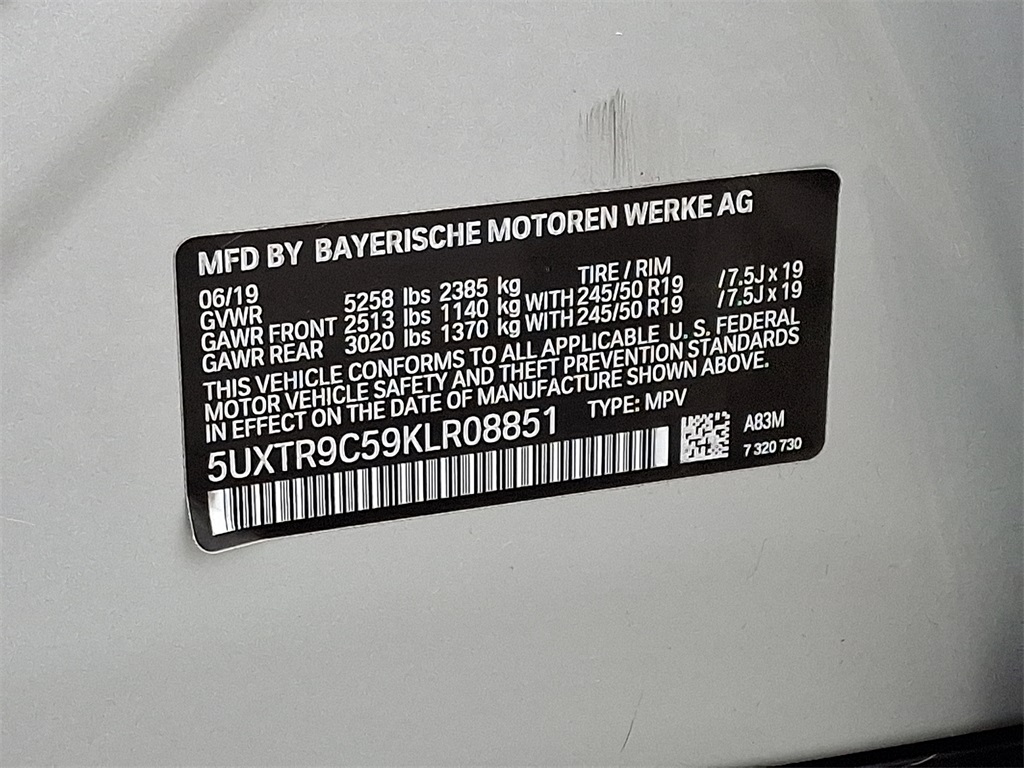 MFD BY BAYERISCHE MOTOREN WERKE AG
06/19 TIRE / RIM
GVWR 5258 lbs 2385 kg
GAWR FRONT 2513 lbs 1140 kg WITH 245/50 R19 /7.5J x 19
GAWR REAR 3020 lbs 1370 kg WITH 245/50 R19 /7.5J x 19
THIS VEHICLE CONFORMS TO ALL APPLICABLE U. S. FEDERAL
MOTOR VEHICLE SAFETY AND THEFT PREVENTION STANDARDS
IN EFFECT ON THE DATE OF MANUFACTURE SHOWN ABOVE.
5UXTR9C59KLR08851 TYPE: MPV
A83M
7 320 730